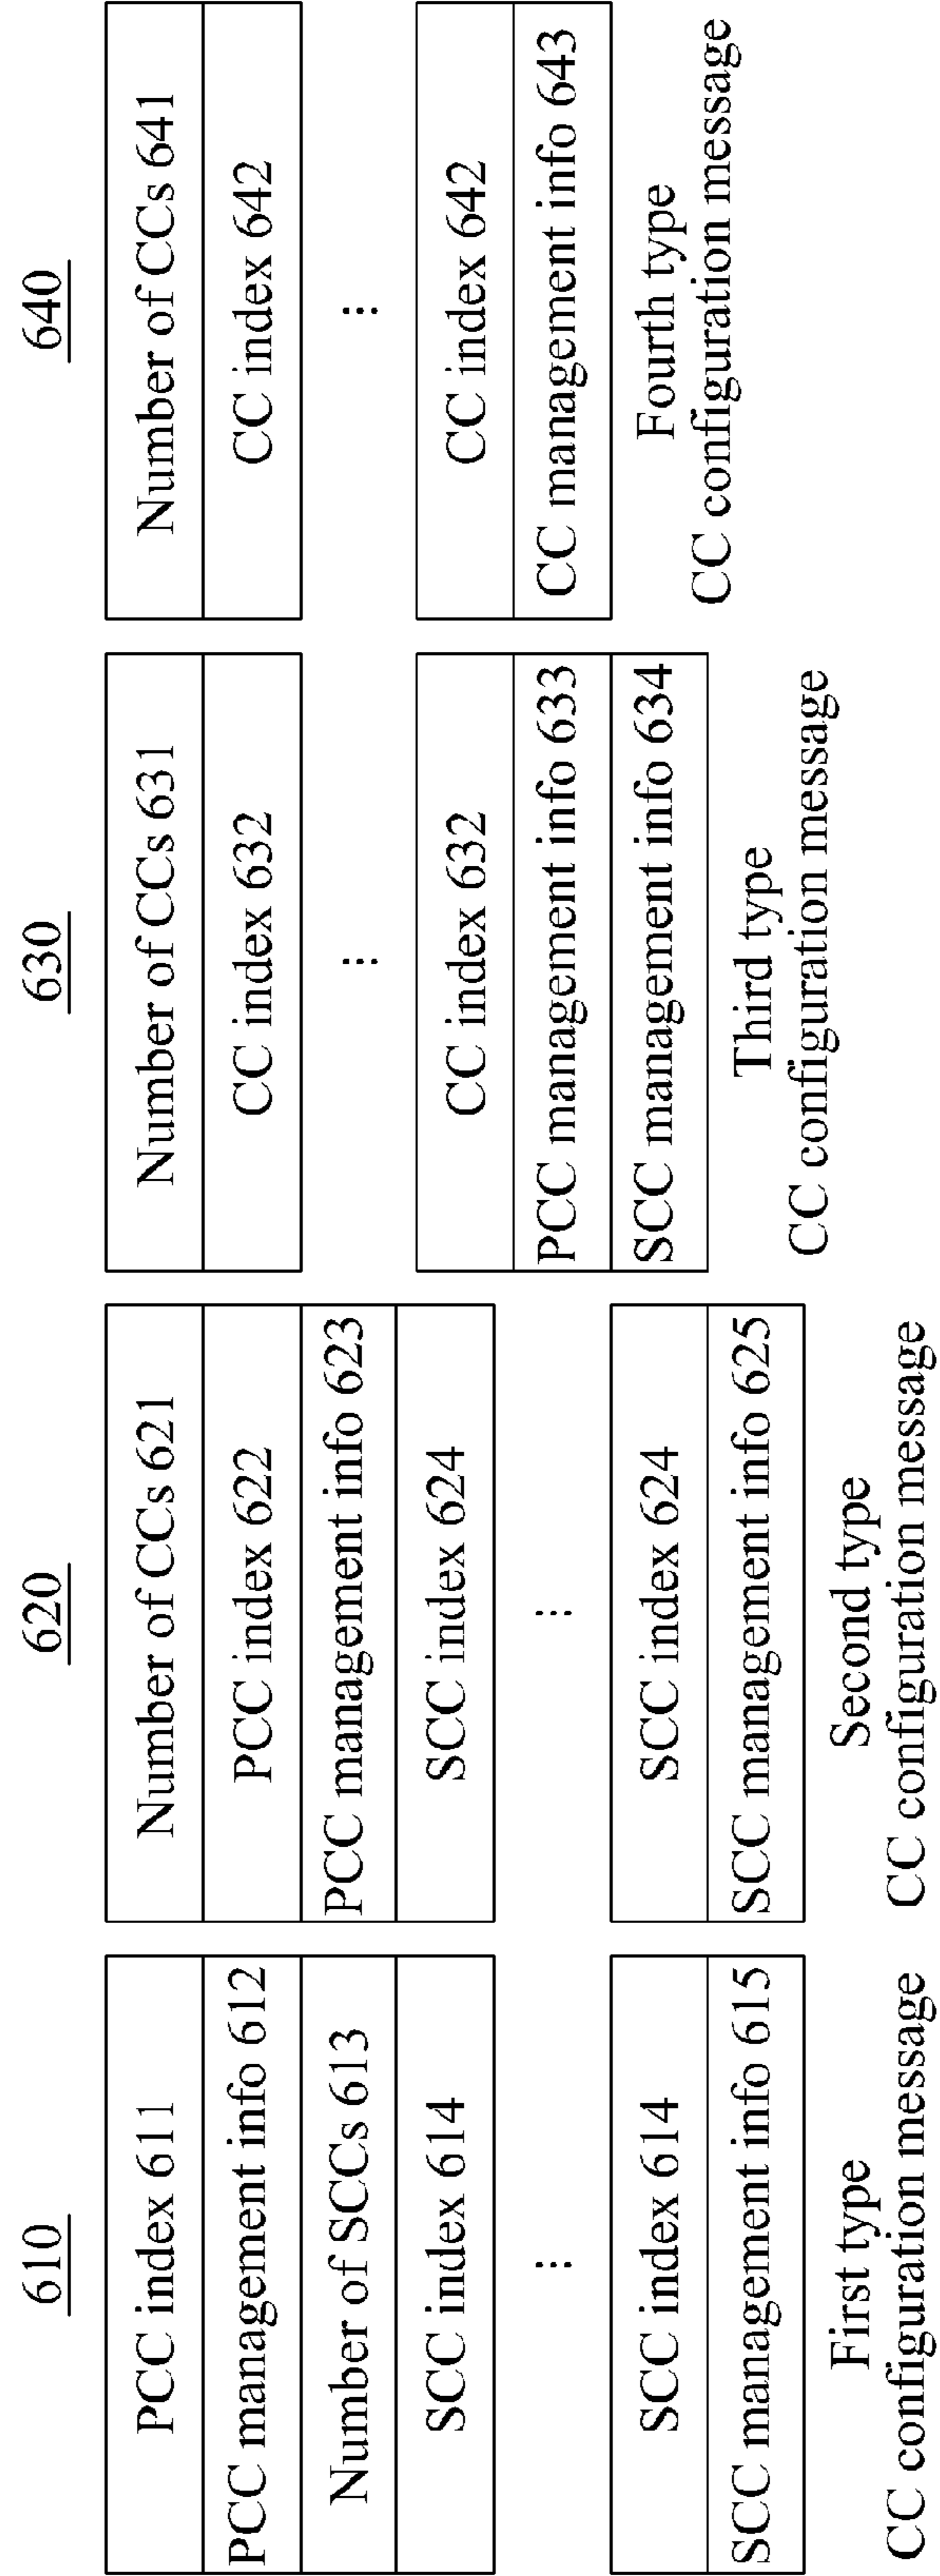 610
PCC index 611
PCC management info 612
Number of SCCs 613
SCC index 614
⋮
SCC index 614
SCC management info 615
First type
CC configuration message
620
Number of CCs 621
PCC index 622
PCC management info 623
SCC index 624
⋮
SCC index 624
SCC management info 625
Second type
CC configuration message
630
Number of CCs 631
CC index 632
⋮
CC index 632
PCC management info 633
SCC management info 634
Third type
CC configuration message
640
Number of CCs 641
CC index 642
⋮
CC index 642
CC management info 643
Fourth type
CC configuration message